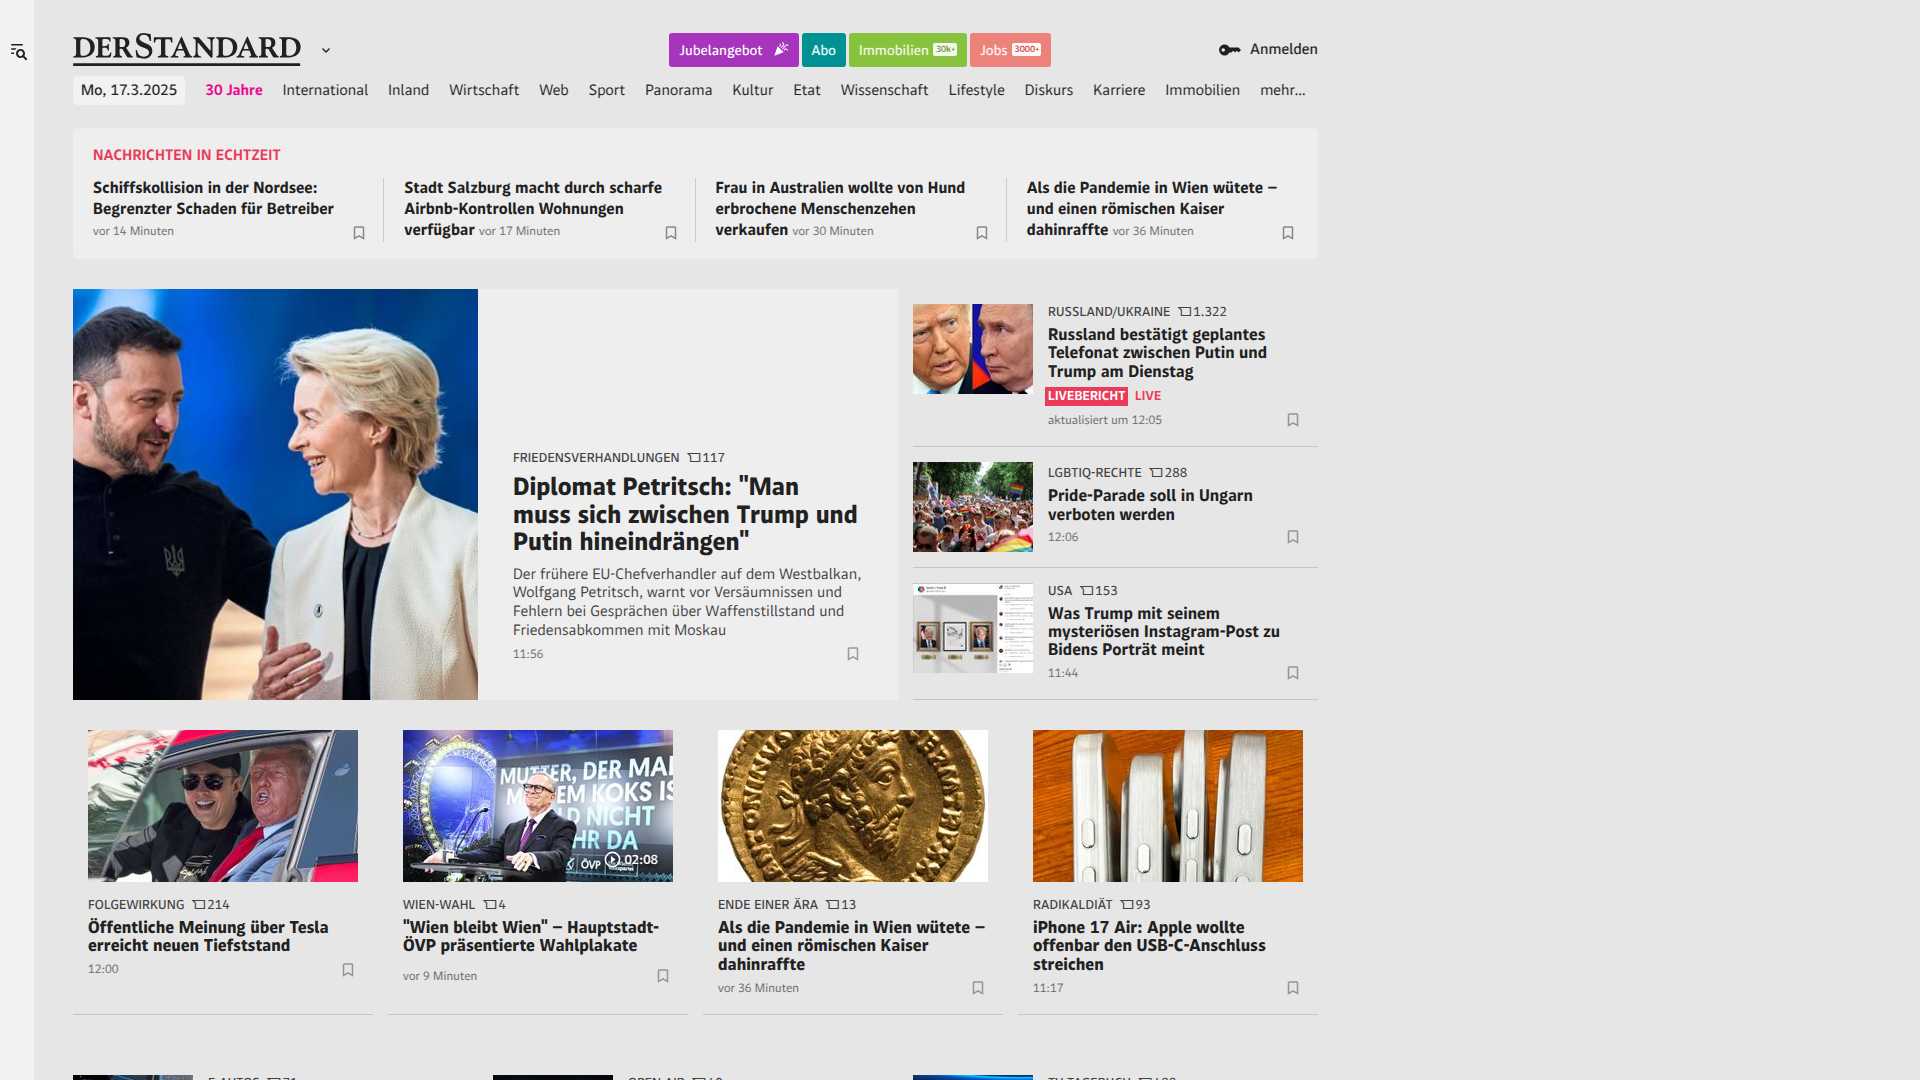 DERSTANDARD
Jubelangebot
Abo
Immobilien 30k+
Jobs 3000+
Anmelden
Mo, 17.3.2025
30 Jahre
International
Inland
Wirtschaft
Web
Sport
Panorama
Kultur
Etat
Wissenschaft
Lifestyle
Diskurs
Karriere
Immobilien
mehr...
NACHRICHTEN IN ECHTZEIT
Schiffskollision in der Nordsee:
Begrenzter Schaden für Betreiber
vor 14 Minuten
Stadt Salzburg macht durch scharfe
Airbnb-Kontrollen Wohnungen
verfügbar vor 17 Minuten
Frau in Australien wollte von Hund
erbrochene Menschenzehen
verkaufen vor 30 Minuten
Als die Pandemie in Wien wütete –
und einen römischen Kaiser
dahinraffte vor 36 Minuten
FRIEDENSVERHANDLUNGEN 117
Diplomat Petritsch: "Man
muss sich zwischen Trump und
Putin hineindrängen"
Der frühere EU-Chefverhandler auf dem Westbalkan,
Wolfgang Petritsch, warnt vor Versäumnissen und
Fehlern bei Gesprächen über Waffenstillstand und
Friedensabkommen mit Moskau
11:56
RUSSLAND/UKRAINE 1.322
Russland bestätigt geplantes
Telefonat zwischen Putin und
Trump am Dienstag
LIVEBERICHT LIVE
aktualisiert um 12:05
LGBTIQ-RECHTE 288
Pride-Parade soll in Ungarn
verboten werden
12:06
USA 153
Was Trump mit seinem
mysteriösen Instagram-Post zu
Bidens Porträt meint
11:44
FOLGEWIRKUNG 214
Öffentliche Meinung über Tesla
erreicht neuen Tiefststand
12:00
MUTTER, DER MA
KOKS IS
NICHT
HR DA
ÖVP
02:08
WIEN-WAHL 4
"Wien bleibt Wien" – Hauptstadt-
ÖVP präsentierte Wahlplakate
vor 9 Minuten
ENDE EINER ÄRA 13
Als die Pandemie in Wien wütete –
und einen römischen Kaiser
dahinraffte
vor 36 Minuten
RADIKALDIÄT 93
iPhone 17 Air: Apple wollte
offenbar den USB-C-Anschluss
streichen
11:17